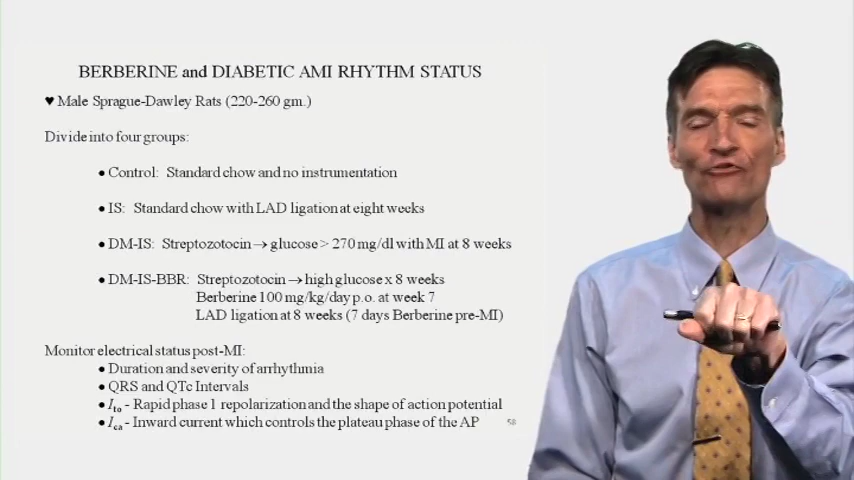 BERBERINE and DIABETIC AMI RHYTHM STATUS
♥ Male Sprague-Dawley Rats (220-260 gm.)
Divide into four groups:
● Control: Standard chow and no instrumentation
● IS: Standard chow with LAD ligation at eight weeks
● DM-IS: Streptozotocin → glucose > 270 mg/dl with MI at 8 weeks
● DM-IS-BBR: Streptozotocin → high glucose x 8 weeks
Berberine 100 mg/kg/day p.o. at week 7
LAD ligation at 8 weeks (7 days Berberine pre-MI)
Monitor electrical status post-MI:
● Duration and severity of arrhythmia
● QRS and QTc Intervals
● Ito - Rapid phase 1 repolarization and the shape of action potential
● Ica - Inward current which controls the plateau phase of the AP
58